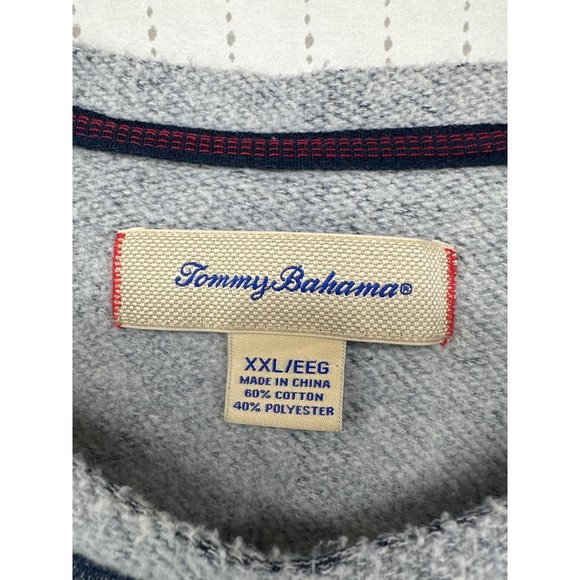 Tommy Bahama®
XXL/EEG
MADE IN CHINA
60% COTTON
40% POLYESTER